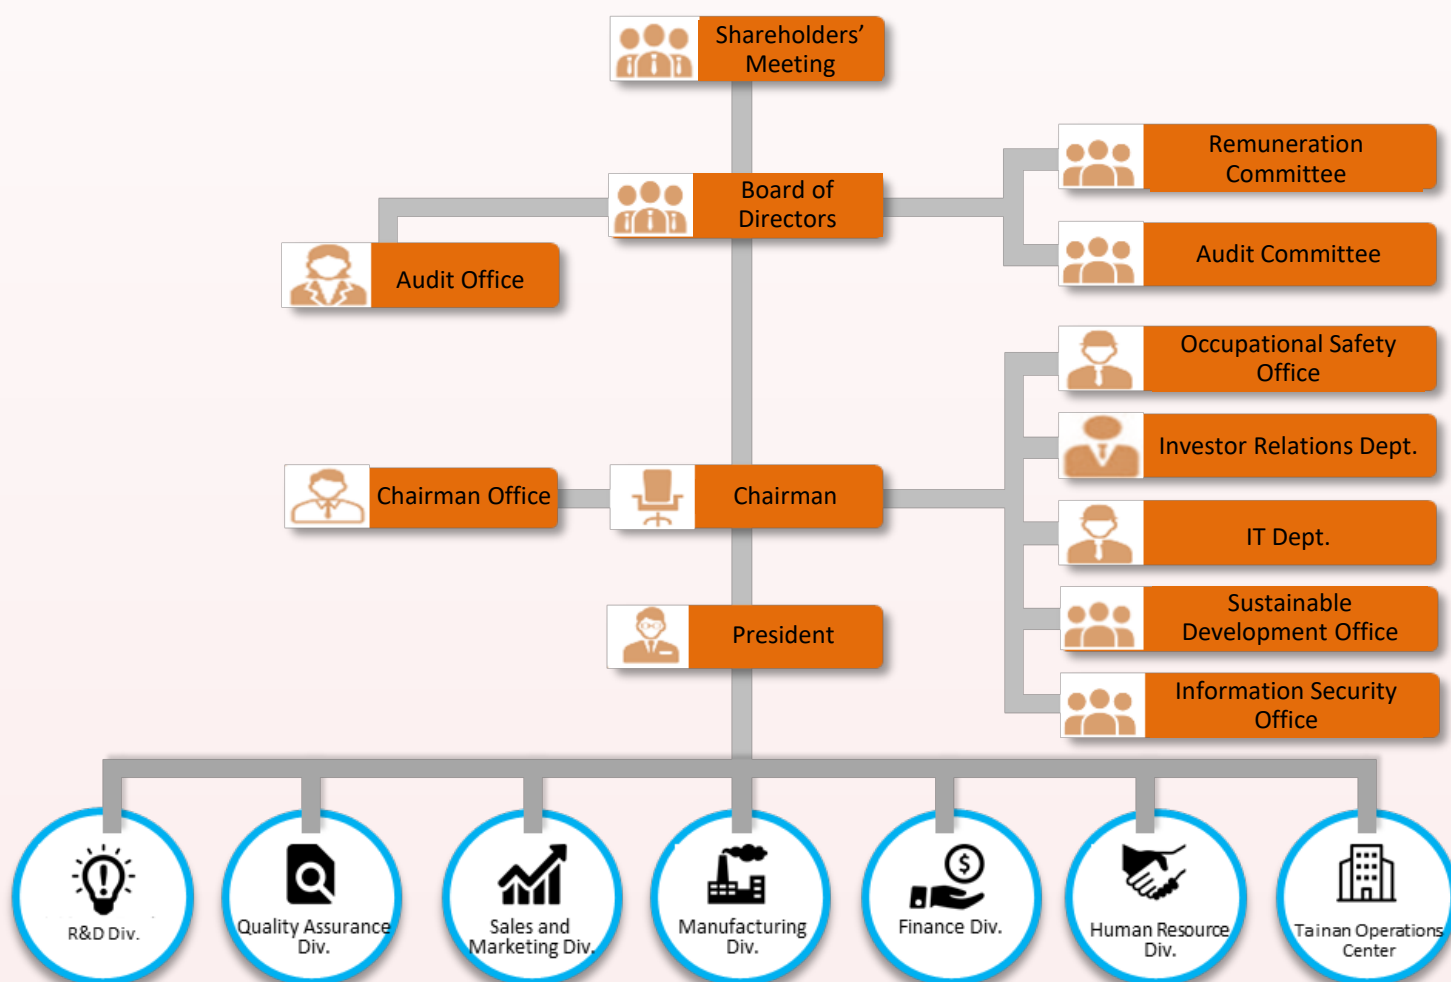 Shareholders’
Meeting
Remuneration
Committee
Board of
Directors
Audit Committee
Audit Office
Occupational Safety
Office
Investor Relations Dept.
Chairman Office
Chairman
IT Dept.
Sustainable
Development Office
President
Information Security
Office
R&D Div.
Quality Assurance
Div.
Sales and
Marketing Div.
Manufacturing
Div.
Finance Div.
Human Resource
Div.
Tainan Operations
Center